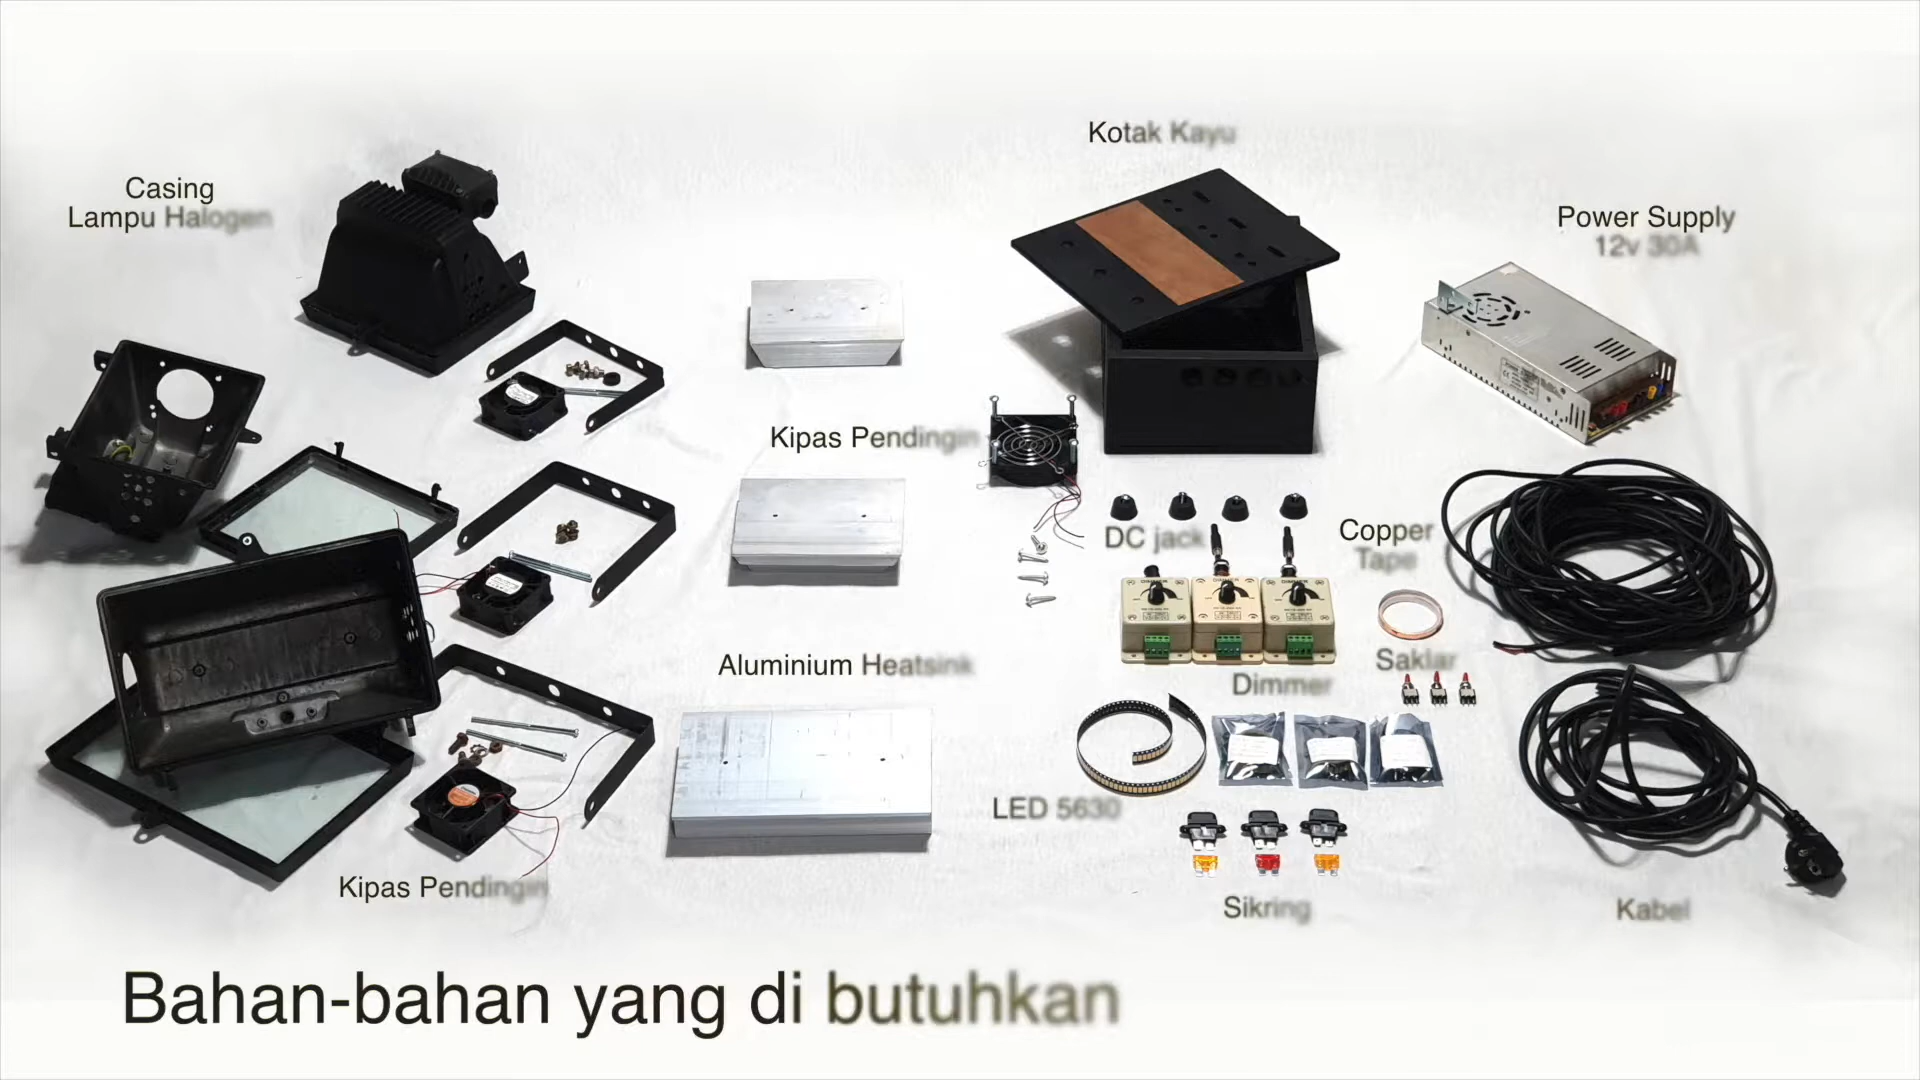 Kotak Kayu
Casing
Lampu Halogen
Power Supply
12v 30A
Kipas Pendingin
DC jack
Copper
Tape
Aluminium Heatsink
Saklar
Dimmer
LED 5630
Kipas Pendingin
Sikring
Kabel
Bahan-bahan yang di butuhkan